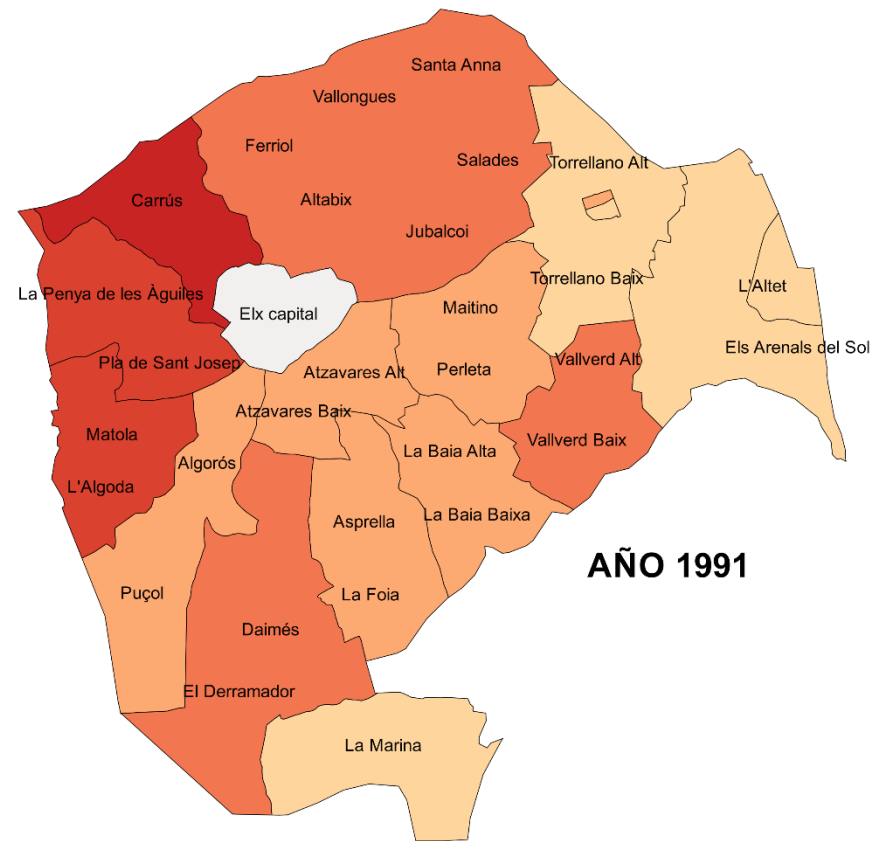 Santa Anna
Vallongues
Ferriol
Salades
Torrellano Alt
Carrús
Altabix
Jubalcoi
Torrellano Baix
L'Altet
La Penya de les Àguiles
Elx capital
Maitino
Els Arenals del Sol
Pla de Sant Josep
Atzavares Alt
Perleta
Vallverd Alt
Atzavares Baix
Matola
Algorós
La Baia Alta
Vallverd Baix
L'Algoda
Asprella
La Baia Baixa
AÑO 1991
Puçol
La Foia
Daimés
El Derramador
La Marina